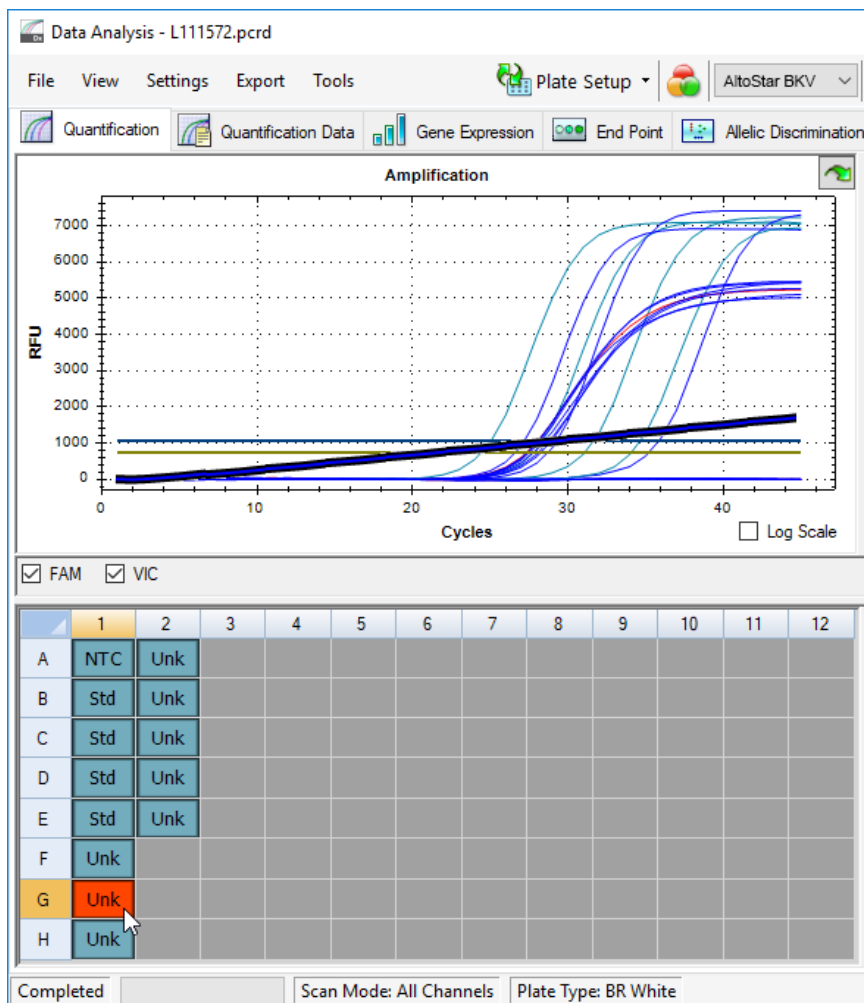 Data Analysis - L111572.pcrd
File View Settings Export Tools Plate Setup AltoStar BKV
Quantification Quantification Data Gene Expression End Point Allelic Discrimination
Amplification
7000
6000
5000
4000
3000
2000
1000
0
RFU
0 10 20 30 40
Cycles
Log Scale
FAM VIC
1 2 3 4 5 6 7 8 9 10 11 12
A NTC Unk
B Std Unk
C Std Unk
D Std Unk
E Std Unk
F Unk
G Unk
H Unk
Completed Scan Mode: All Channels Plate Type: BR White